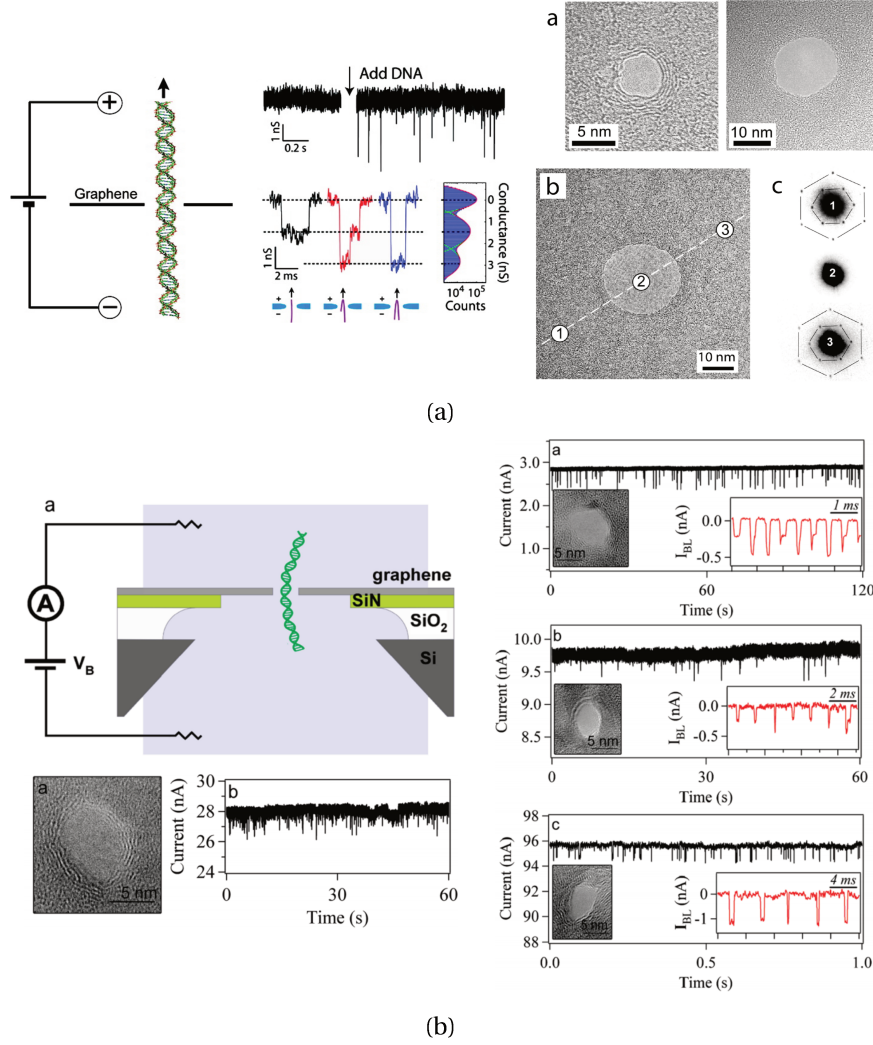 +
Graphene
−
Add DNA
1 nS
0.2 s
1 nS
2 ms
0
1
2
3
Conductance (nS)
10⁴ 10⁵
Counts
+
−
+
−
+
−
a
5 nm
10 nm
b
1
2
3
10 nm
c
1
2
3
(a)
a
A
V_B
graphene
SiN
SiO₂
Si
a
5 nm
b
Current (nA)
30
28
26
24
0
30
60
Time (s)
a
Current (nA)
3.0
2.0
1.0
5 nm
I_BL (nA)
0.0
-0.5
1 ms
0
60
120
Time (s)
b
Current (nA)
10.0
9.5
9.0
8.5
5 nm
I_BL (nA)
0.0
-0.5
2 ms
0
30
60
Time (s)
c
Current (nA)
96
94
92
90
88
5 nm
I_BL (nA)
0
-1
4 ms
0.0
0.5
1.0
Time (s)
(b)